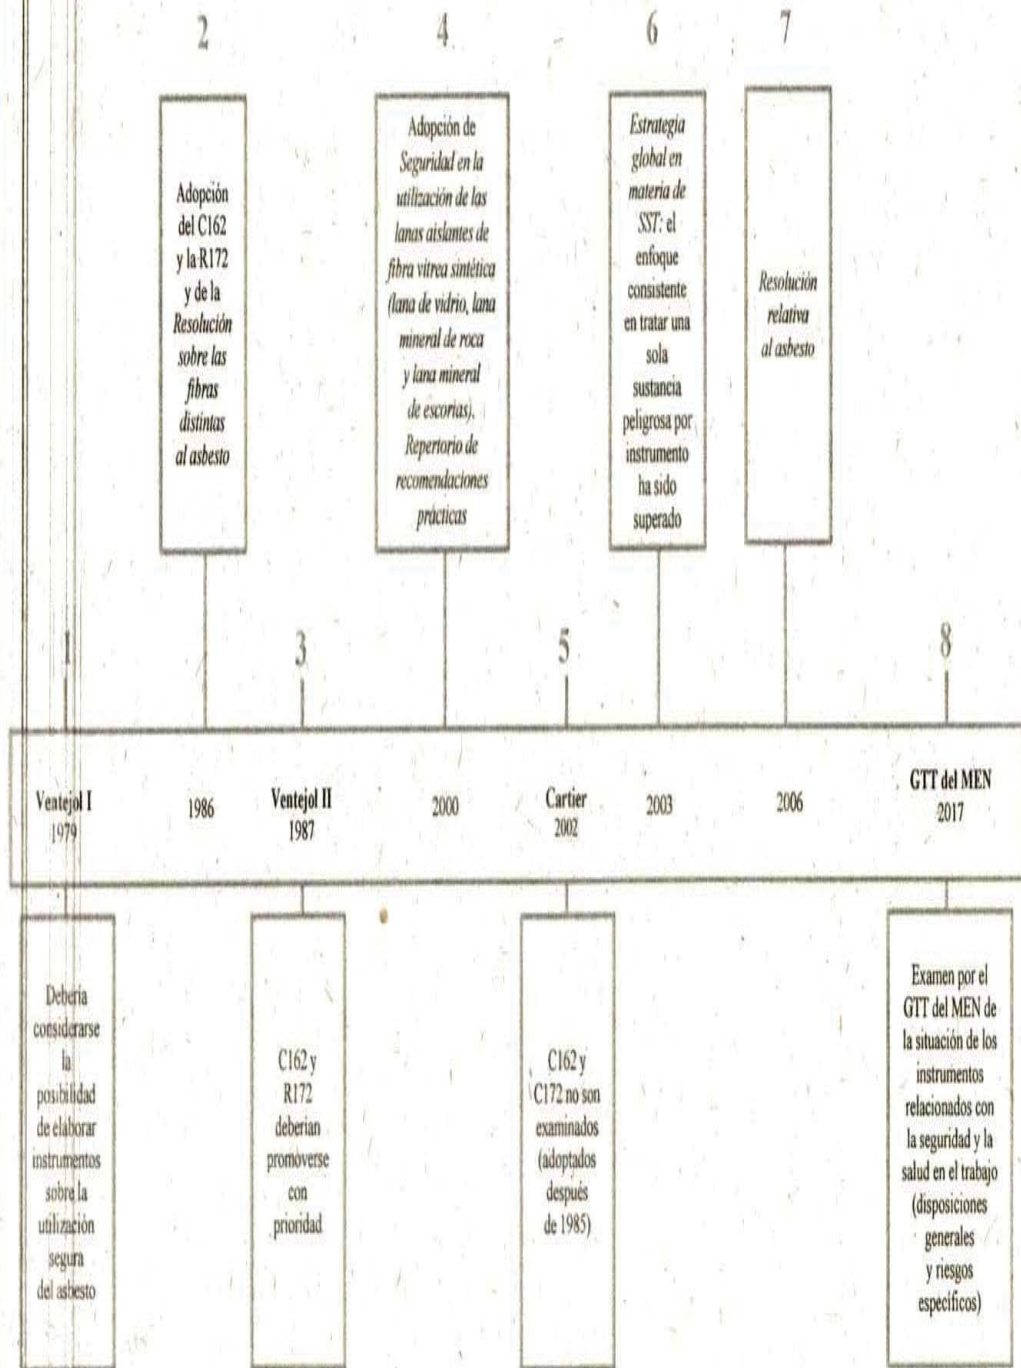 2
4
6
7
Adopción
del C162
y la R172
y de la
Resolución
sobre las
fibras
distintas
al asbesto
Adopción de
Seguridad en la
utilización de las
lanas aislantes de
fibra vítrea sintética
(lana de vidrio, lana
mineral de roca
y lana mineral
de escorias).
Repertorio de
recomendaciones
prácticas
Estrategia
global en
materia de
SST: el
enfoque
consistente
en tratar una
sola
sustancia
peligrosa por
instrumento
ha sido
superado
Resolución
relativa
al asbesto
1
3
5
8
Ventejol I
1979
1986
Ventejol II
1987
2000
Cartier
2002
2003
2006
GTT del MEN
2017
Debería
considerarse
la
posibilidad
de elaborar
instrumentos
sobre la
utilización
segura
del asbesto
C162 y
R172
deberían
promoverse
con
prioridad
C162 y
C172 no son
examinados
(adoptados
después
de 1985)
Examen por el
GTT del MEN de
la situación de los
instrumentos
relacionados con
la seguridad y la
salud en el trabajo
(disposiciones
generales
y riesgos
específicos)